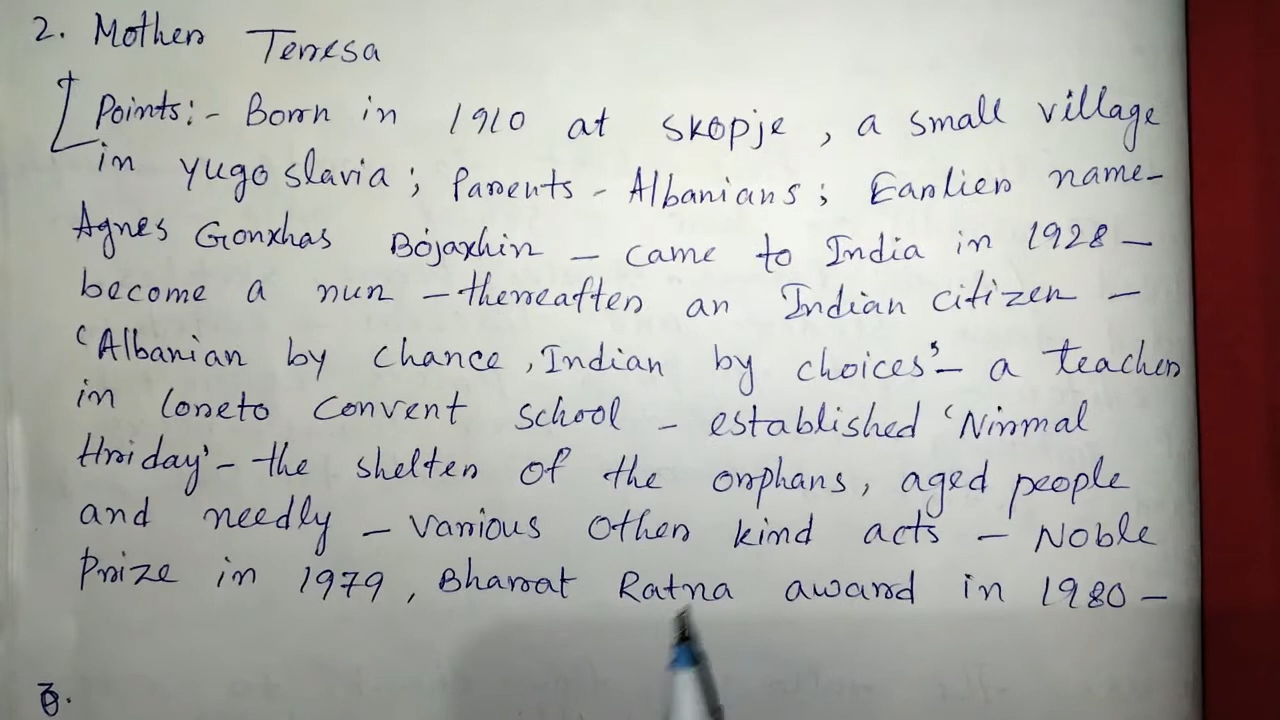 2. Mother Teresa
[Points:- Born in 1910 at Skopje, a small village
in yugoslavia; Parents - Albanians; Earlier name-
Agnes Gonxhas Bojaxhin - came to India in 1928 -
become a nun - thereafter an Indian citizen -
'Albanian by chance, Indian by choices' - a teacher
in Loreto convent school - established 'Nirmal
Hriday' - the shelter of the orphans, aged people
and needly - various other kind acts - Noble
Prize in 1979, Bharat Ratna award in 1980 -
3.